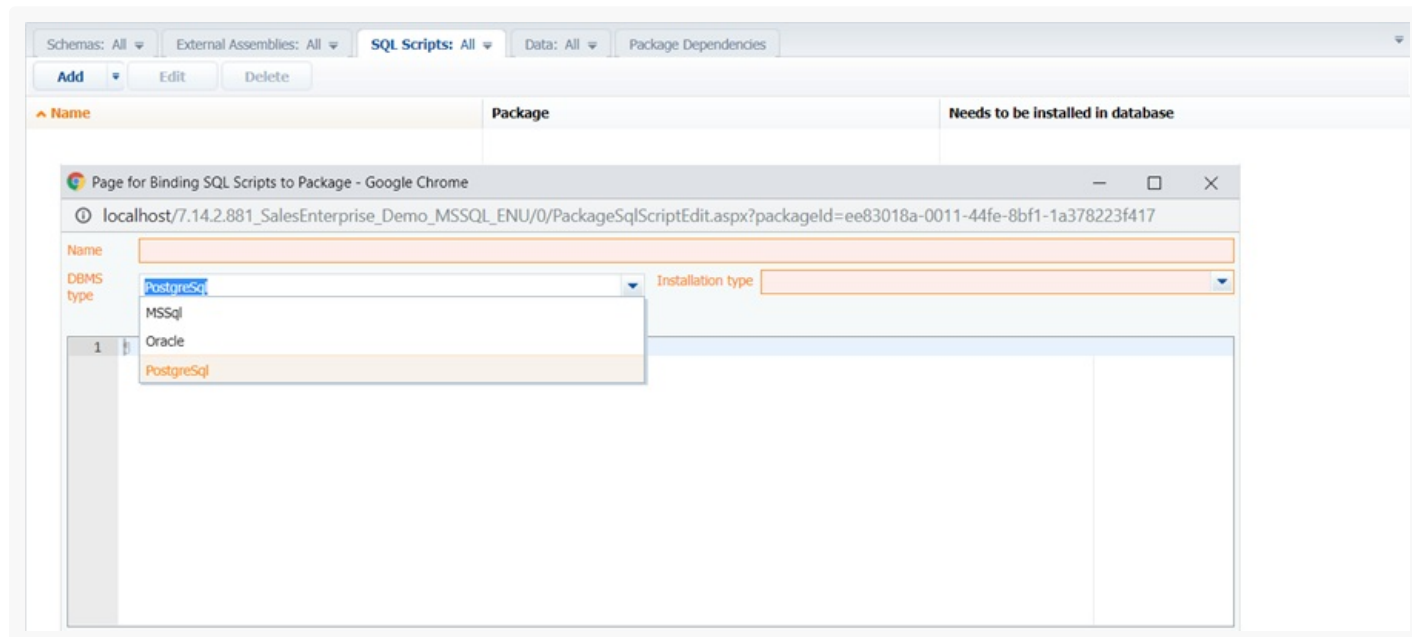 Schemas: All External Assemblies: All SQL Scripts: All Data: All Package Dependencies
Add Edit Delete
Name Package Needs to be installed in database
Page for Binding SQL Scripts to Package - Google Chrome
localhost/7.14.2.881_SalesEnterprise_Demo_MSSQL_ENU/0/PackageSqlScriptEdit.aspx?packageId=ee83018a-0011-44fe-8bf1-1a378223f417
Name
DBMS type PostgreSql Installation type
MSSql
1 Oracle
PostgreSql